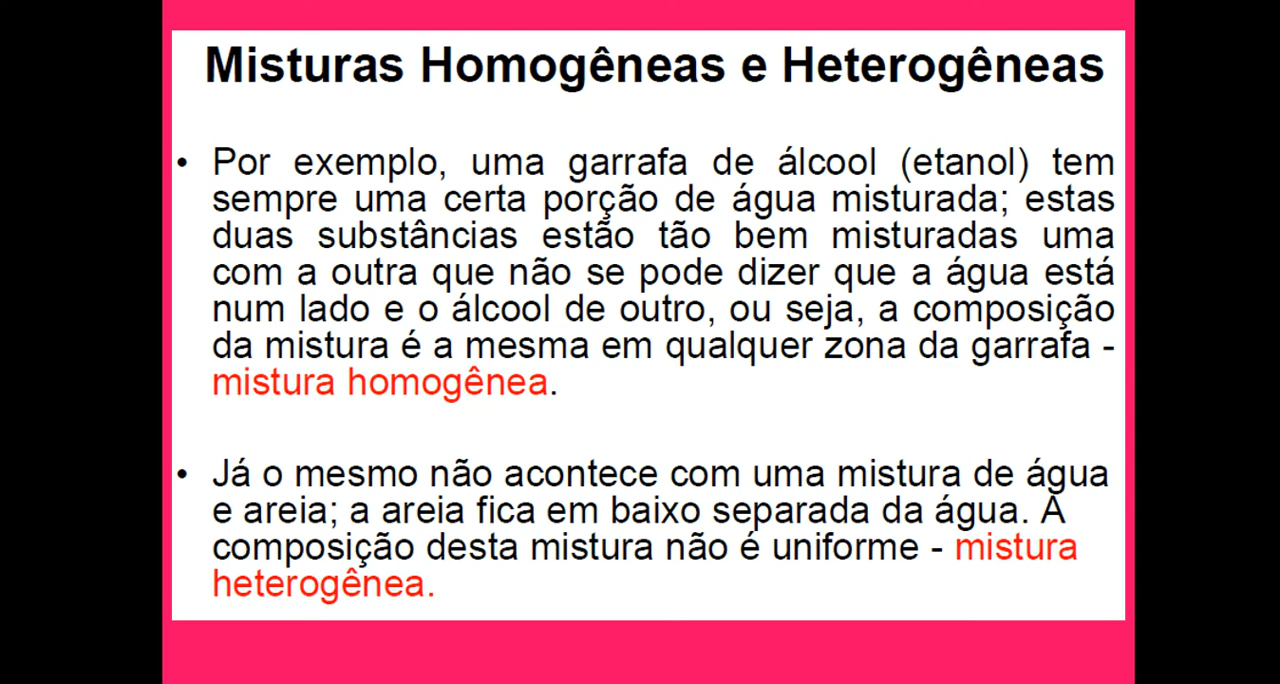 Misturas Homogêneas e Heterogêneas
• Por exemplo, uma garrafa de álcool (etanol) tem
sempre uma certa porção de água misturada; estas
duas substâncias estão tão bem misturadas uma
com a outra que não se pode dizer que a água está
num lado e o álcool de outro, ou seja, a composição
da mistura é a mesma em qualquer zona da garrafa -
mistura homogênea.
• Já o mesmo não acontece com uma mistura de água
e areia; a areia fica em baixo separada da água. A
composição desta mistura não é uniforme - mistura
heterogênea.